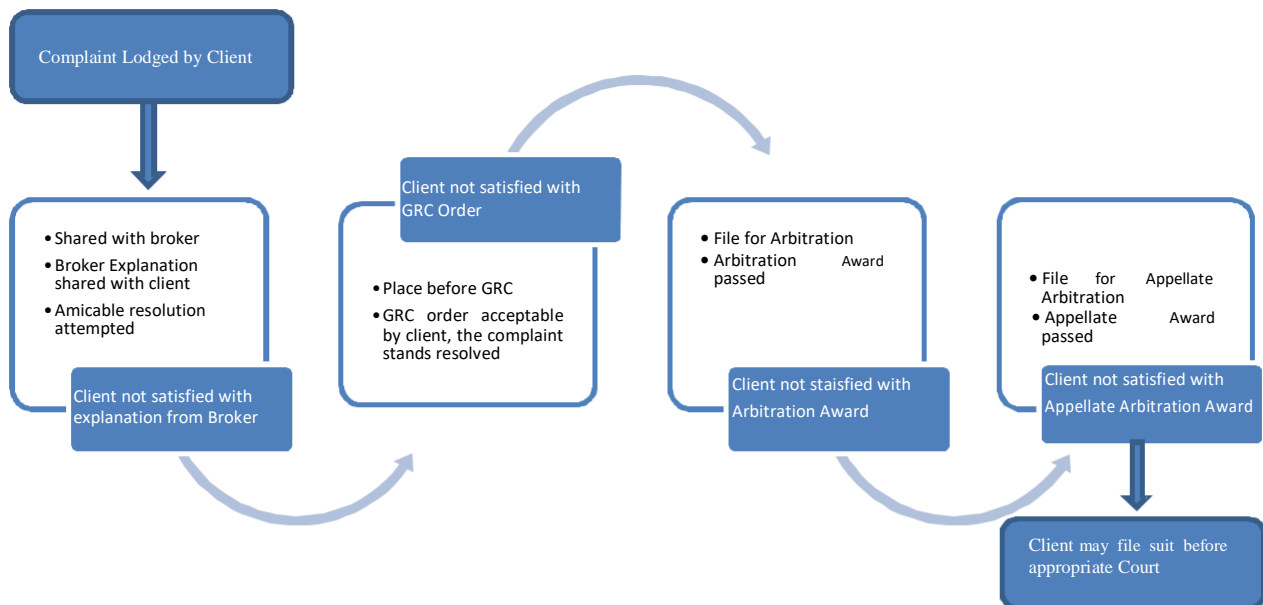 Complaint Lodged by Client
• Shared with broker
• Broker Explanation
shared with client
• Amicable resolution
attempted
Client not satisfied with
explanation from Broker
Client not satisfied with
GRC Order
• Place before GRC
• GRC order acceptable
by client, the complaint
stands resolved
• File for Arbitration
• Arbitration Award
passed
Client not staisfied with
Arbitration Award
• File for Appellate
Arbitration
• Appellate Award
passed
Client not satisfied with
Appellate Arbitration Award
Client may file suit before
appropriate Court